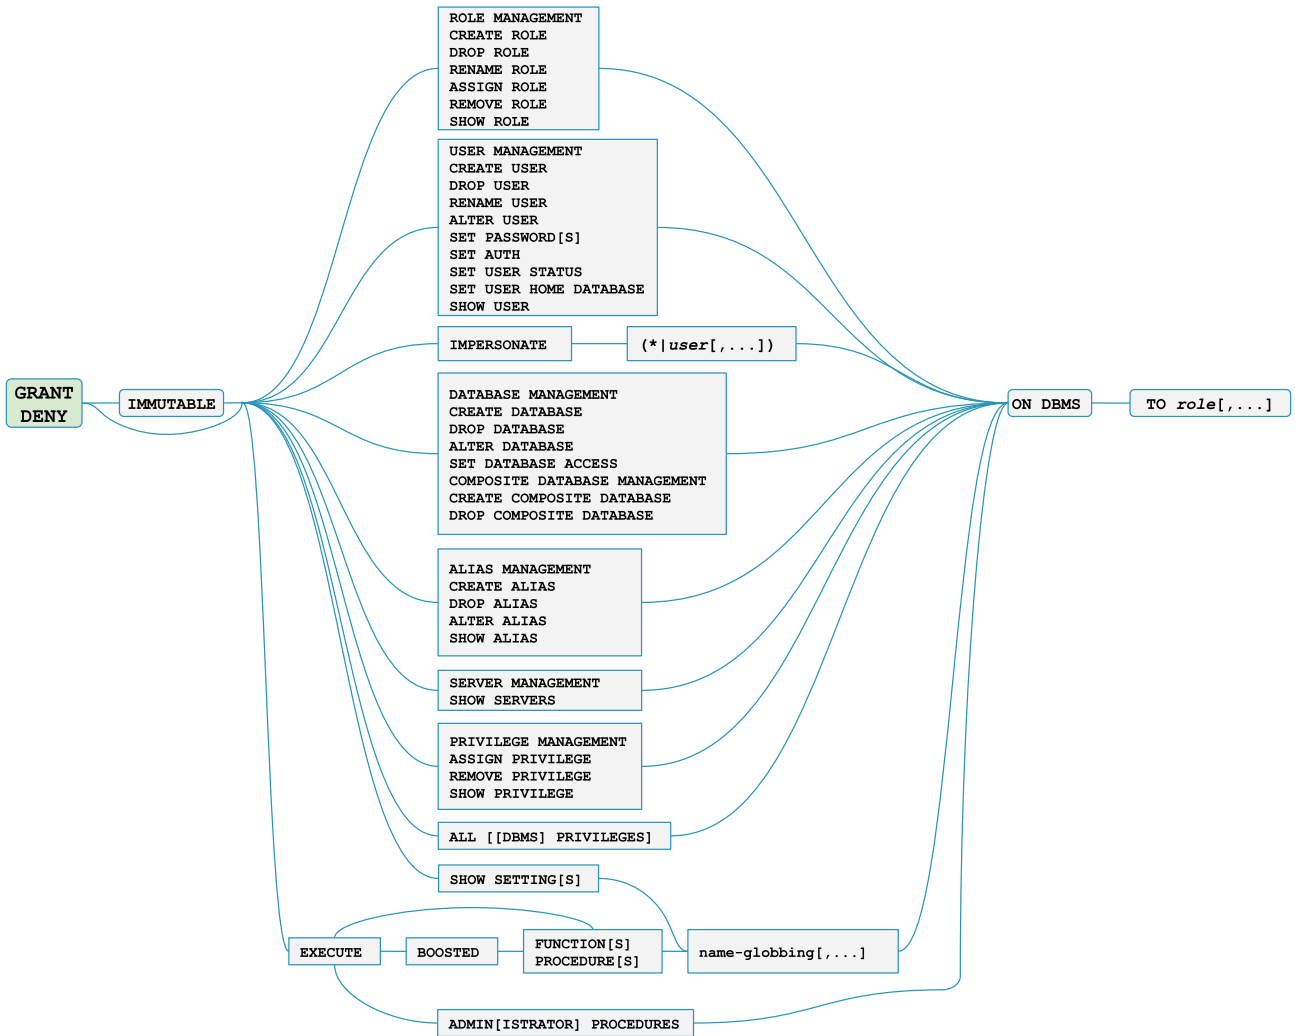 GRANT
DENY
IMMUTABLE
ROLE MANAGEMENT
CREATE ROLE
DROP ROLE
RENAME ROLE
ASSIGN ROLE
REMOVE ROLE
SHOW ROLE
USER MANAGEMENT
CREATE USER
DROP USER
RENAME USER
ALTER USER
SET PASSWORD[S]
SET AUTH
SET USER STATUS
SET USER HOME DATABASE
SHOW USER
IMPERSONATE
(*|user[,...])
DATABASE MANAGEMENT
CREATE DATABASE
DROP DATABASE
ALTER DATABASE
SET DATABASE ACCESS
COMPOSITE DATABASE MANAGEMENT
CREATE COMPOSITE DATABASE
DROP COMPOSITE DATABASE
ALIAS MANAGEMENT
CREATE ALIAS
DROP ALIAS
ALTER ALIAS
SHOW ALIAS
SERVER MANAGEMENT
SHOW SERVERS
PRIVILEGE MANAGEMENT
ASSIGN PRIVILEGE
REMOVE PRIVILEGE
SHOW PRIVILEGE
ALL [[DBMS] PRIVILEGES]
SHOW SETTING[S]
EXECUTE
BOOSTED
FUNCTION[S]
PROCEDURE[S]
name-globbing[,...]
ADMIN[ISTRATOR] PROCEDURES
ON DBMS
TO role[,...]